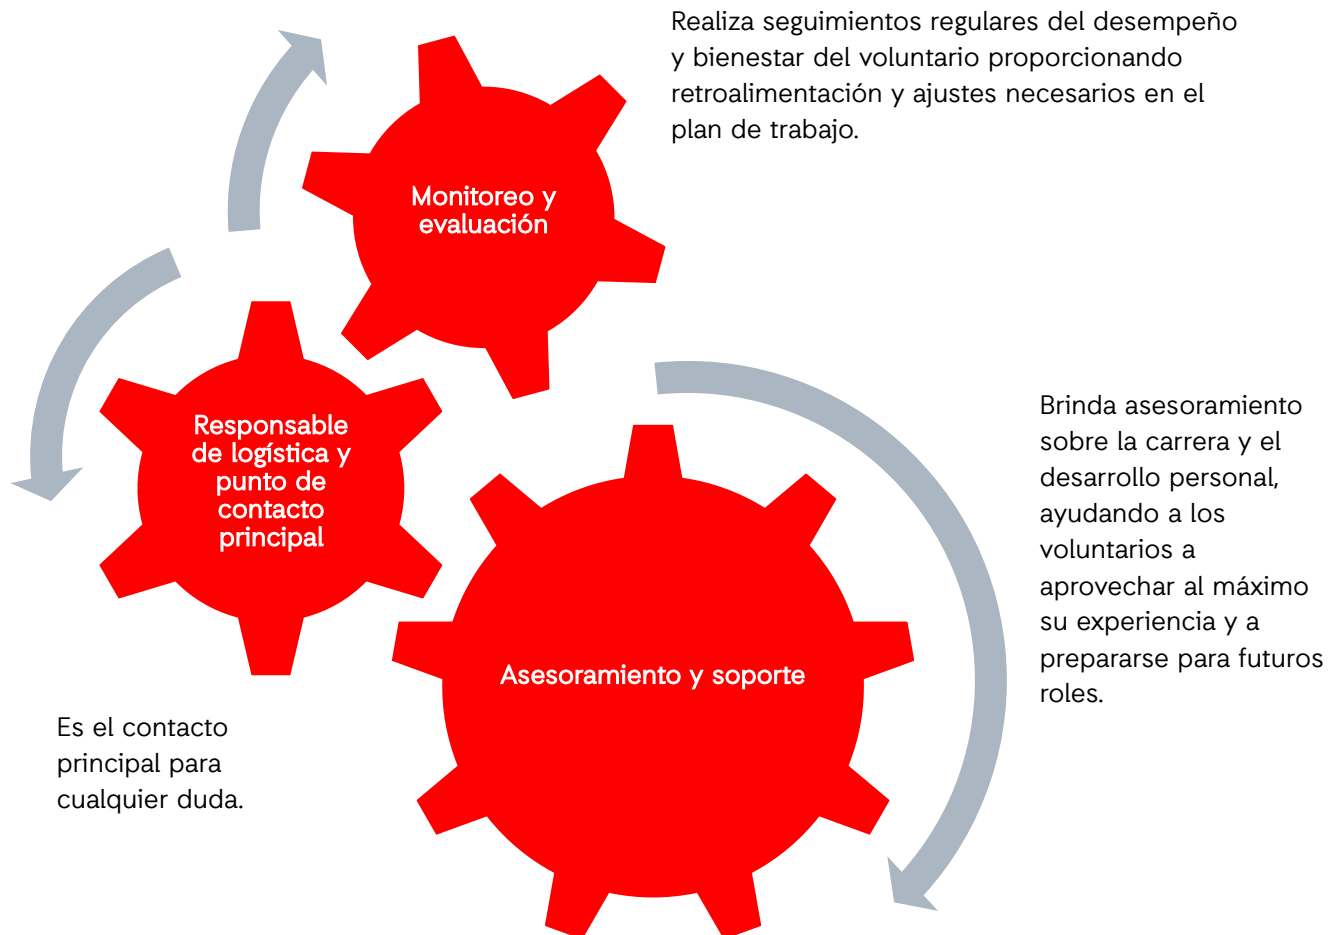 Realiza seguimientos regulares del desempeño
y bienestar del voluntario proporcionando
retroalimentación y ajustes necesarios en el
plan de trabajo.
Monitoreo y
evaluación
Responsable
de logística y
punto de
contacto
principal
Brinda asesoramiento
sobre la carrera y el
desarrollo personal,
ayudando a los
voluntarios a
aprovechar al máximo
su experiencia y a
prepararse para futuros
roles.
Asesoramiento y soporte
Es el contacto
principal para
cualquier duda.